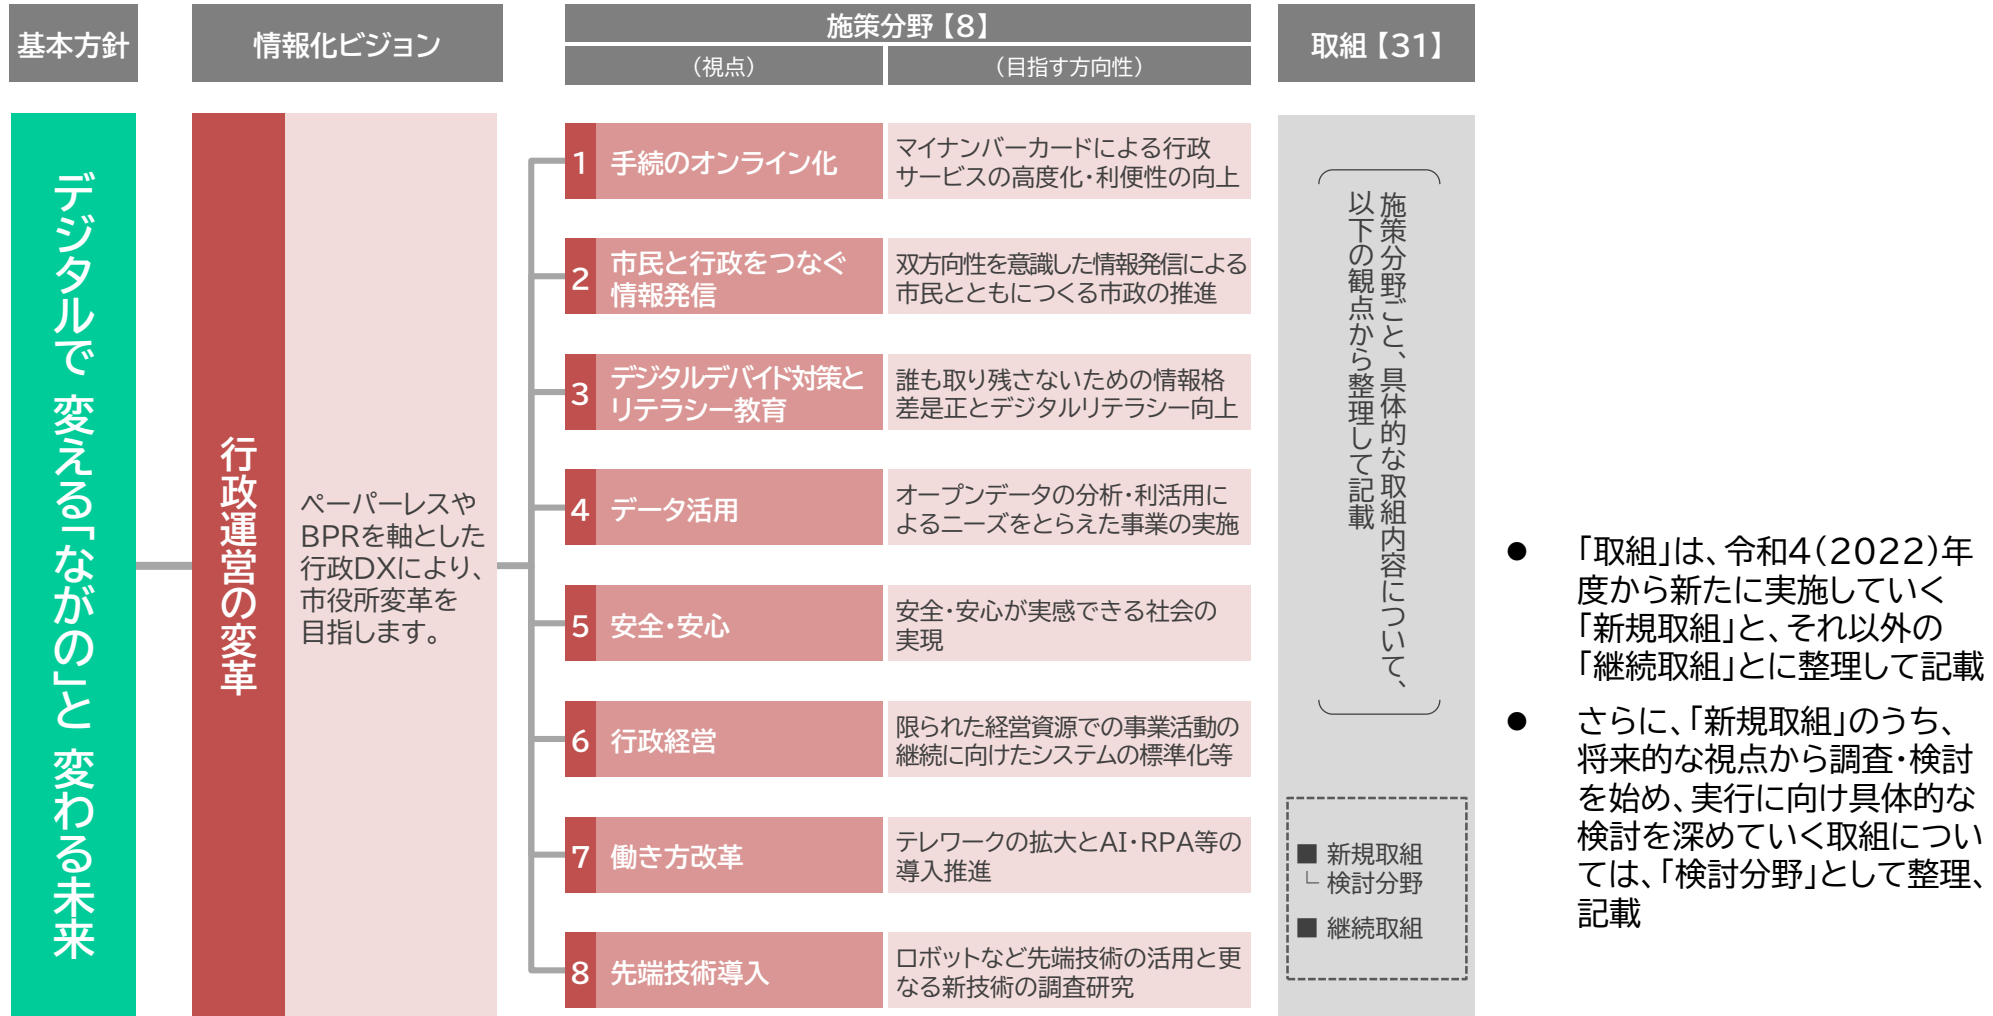 基本方針
情報化ビジョン
施策分野【8】
（視点）
（目指す方向性）
取組【31】
デジタルで 変える「ながの」と 変わる未来
行政運営の変革
ペーパーレスや
BPRを軸とした
行政DXにより、
市役所変革を
目指します。
1 手続のオンライン化
マイナンバーカードによる行政
サービスの高度化・利便性の向上
2 市民と行政をつなぐ
情報発信
双方向性を意識した情報発信による
市民とともにつくる市政の推進
3 デジタルデバイド対策と
リテラシー教育
誰も取り残さないための情報格
差是正とデジタルリテラシー向上
4 データ活用
オープンデータの分析・利活用に
よるニーズをとらえた事業の実施
5 安全・安心
安全・安心が実感できる社会の
実現
6 行政経営
限られた経営資源での事業活動の
継続に向けたシステムの標準化等
7 働き方改革
テレワークの拡大とAI・RPA等の
導入推進
8 先端技術導入
ロボットなど先端技術の活用と更
なる新技術の調査研究
施策分野ごと、具体的な取組内容について、
以下の観点から整理して記載
■ 新規取組
└ 検討分野
■ 継続取組
● 「取組」は、令和4（2022）年
度から新たに実施していく
「新規取組」と、それ以外の
「継続取組」とに整理して記載
● さらに、「新規取組」のうち、
将来的な視点から調査・検討
を始め、実行に向け具体的な
検討を深めていく取組につい
ては、「検討分野」として整理、
記載